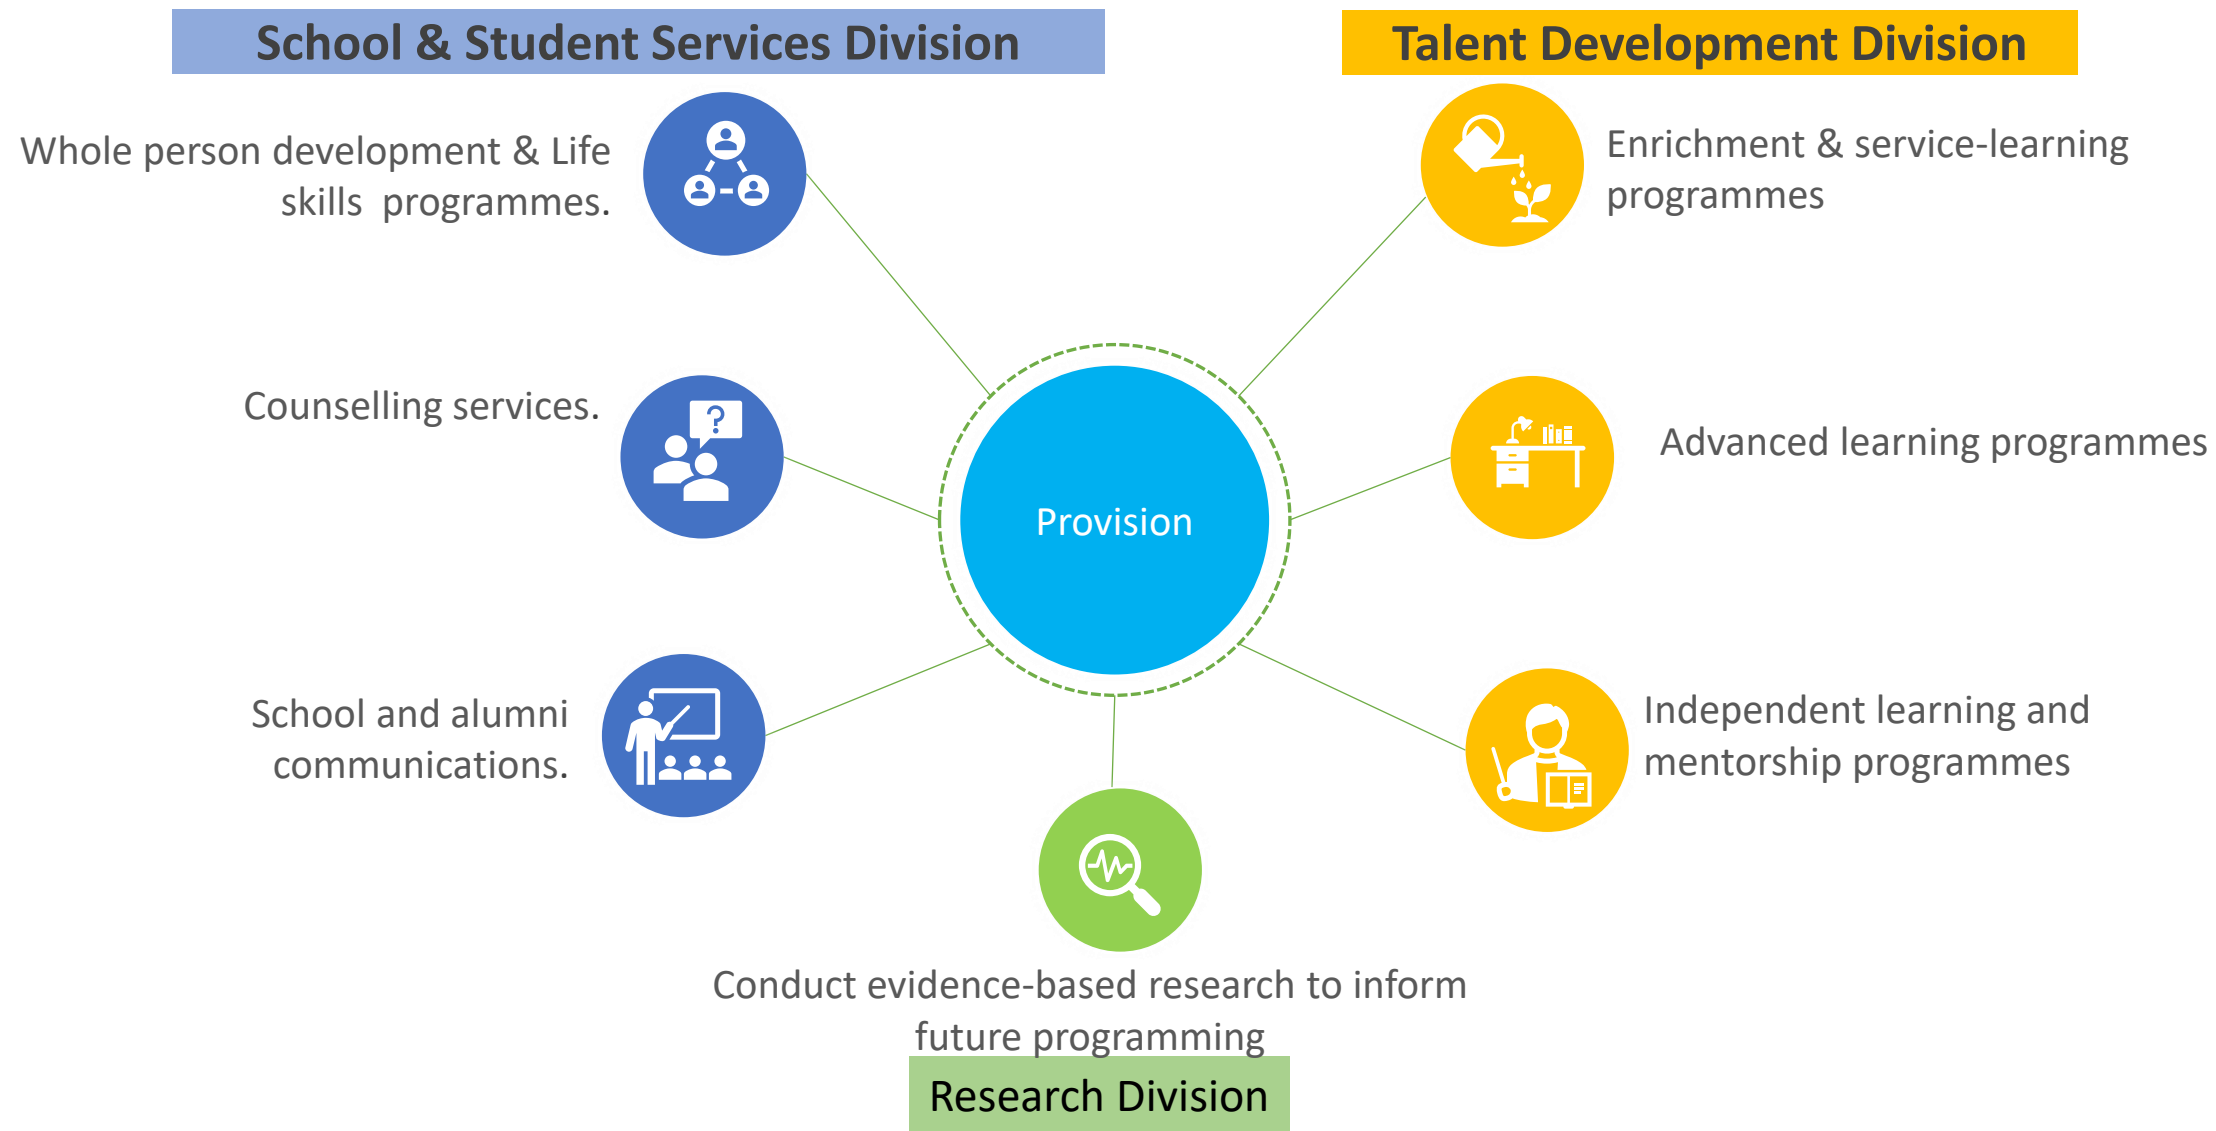 School & Student Services Division
Talent Development Division
Whole person development & Life
skills  programmes.
Enrichment & service-learning
programmes
Counselling services.
?
Advanced learning programmes
Provision
School and alumni
communications.
Independent learning and
mentorship programmes
Conduct evidence-based research to inform
future programming
Research Division